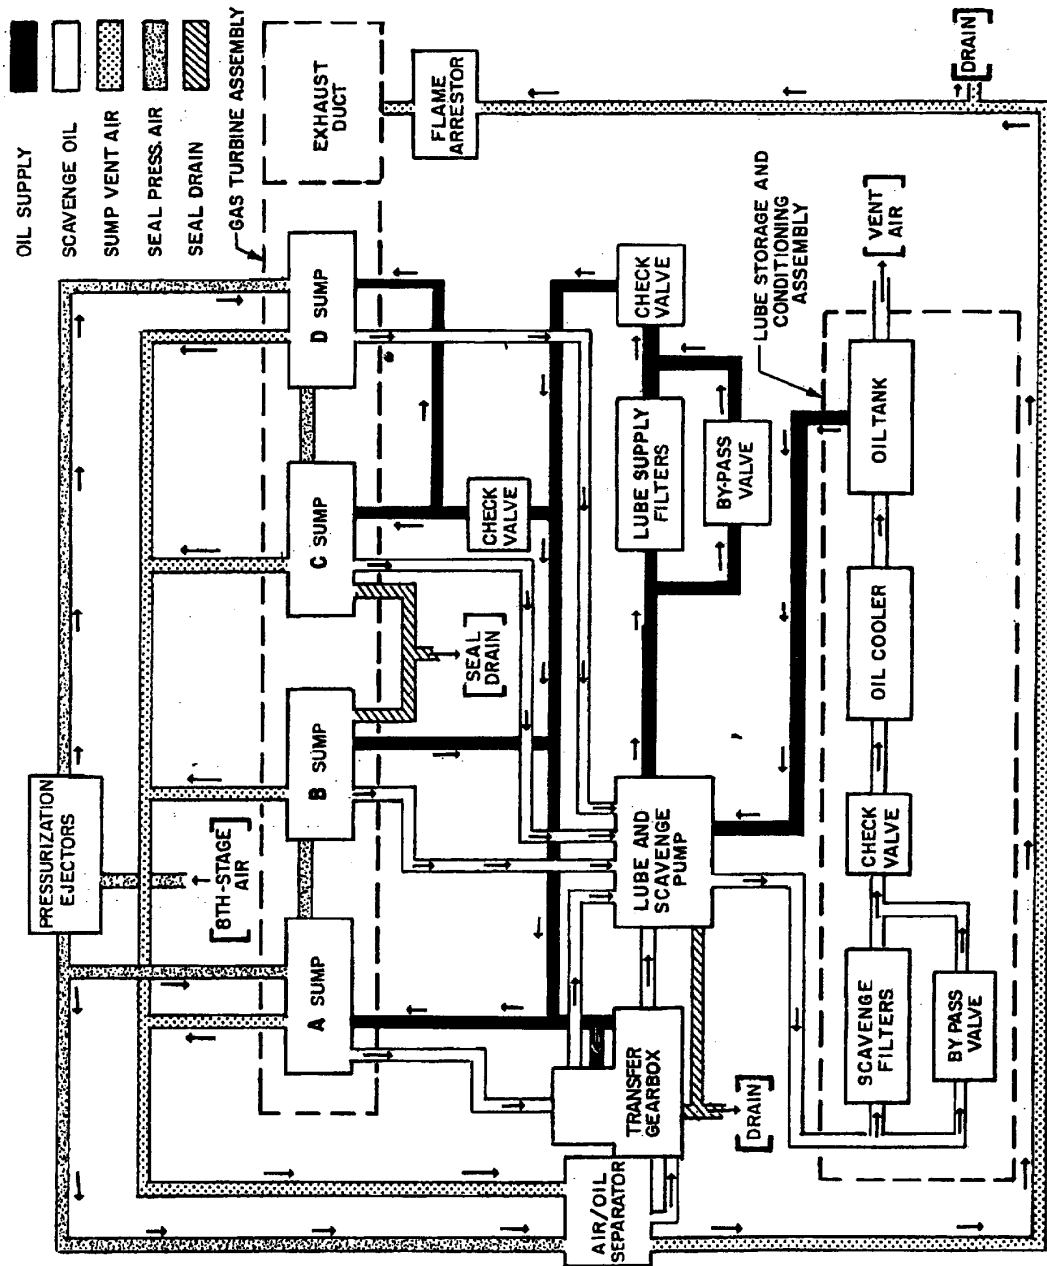 OIL SUPPLY
SCAVENGE OIL
SUMP VENT AIR
SEAL PRESS. AIR
SEAL DRAIN
GAS TURBINE ASSEMBLY
EXHAUST
DUCT
FLAME
ARRESTOR
[DRAIN]
PRESSURIZATION
EJECTORS
[8TH-STAGE
AIR]
A SUMP
B SUMP
C SUMP
D SUMP
[SEAL
DRAIN]
CHECK
VALVE
CHECK
VALVE
LUBE SUPPLY
FILTERS
BY-PASS
VALVE
LUBE AND
SCAVENGE
PUMP
TRANSFER
GEARBOX
AIR/OIL
SEPARATOR
[DRAIN]
LUBE STORAGE AND
CONDITIONING
ASSEMBLY
[VENT
AIR]
OIL TANK
OIL COOLER
CHECK
VALVE
SCAVENGE
FILTERS
BY PASS
VALVE